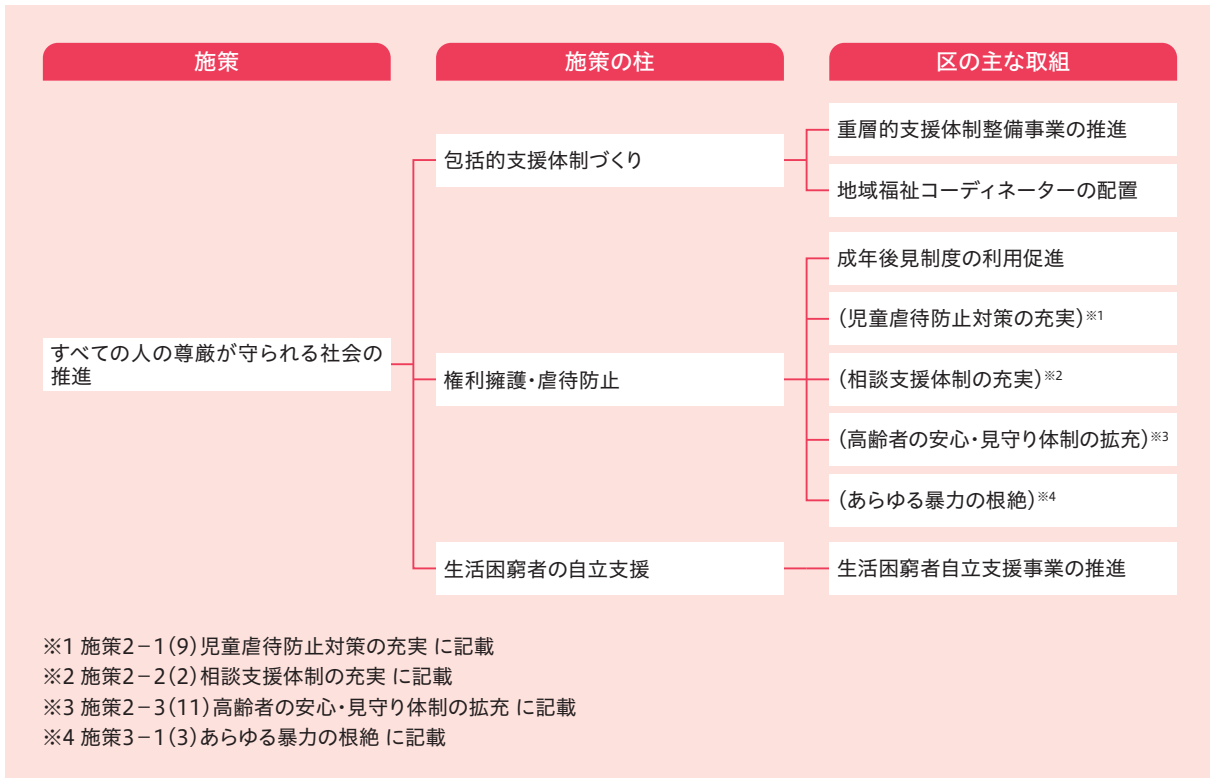 施策
施策の柱
区の主な取組
すべての人の尊厳が守られる社会の
推進
包括的支援体制づくり
重層的支援体制整備事業の推進
地域福祉コーディネーターの配置
権利擁護・虐待防止
成年後見制度の利用促進
(児童虐待防止対策の充実)※1
(相談支援体制の充実)※2
(高齢者の安心・見守り体制の拡充)※3
(あらゆる暴力の根絶)※4
生活困窮者の自立支援
生活困窮者自立支援事業の推進
※1 施策2−1(9)児童虐待防止対策の充実 に記載
※2 施策2−2(2)相談支援体制の充実 に記載
※3 施策2−3(11)高齢者の安心・見守り体制の拡充 に記載
※4 施策3−1(3)あらゆる暴力の根絶 に記載